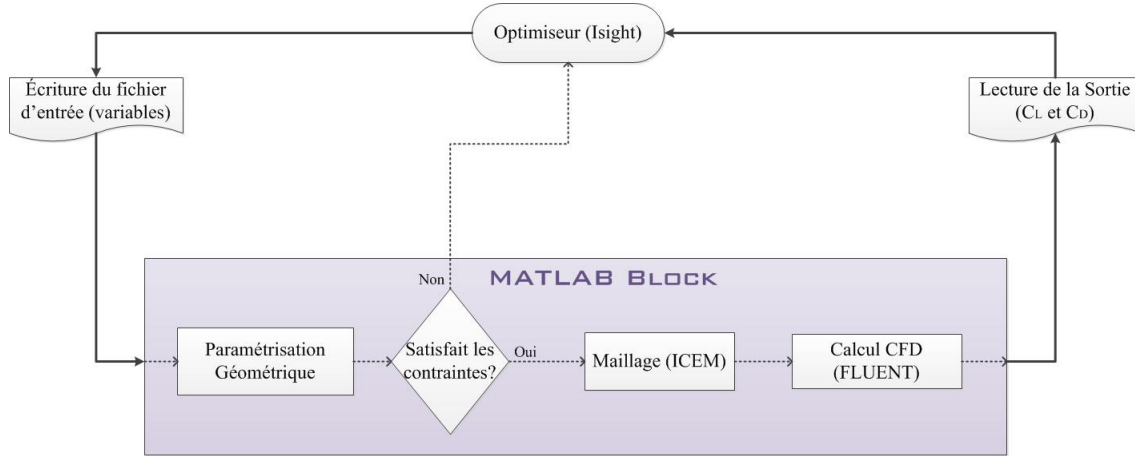 Optimiseur (Isight)
Écriture du fichier
d'entrée (variables)
Lecture de la Sortie
(CL et CD)
MATLAB BLOCK
Non
Paramétrisation
Géométrique
Satisfait les
contraintes?
Oui
Maillage (ICEM)
Calcul CFD
(FLUENT)